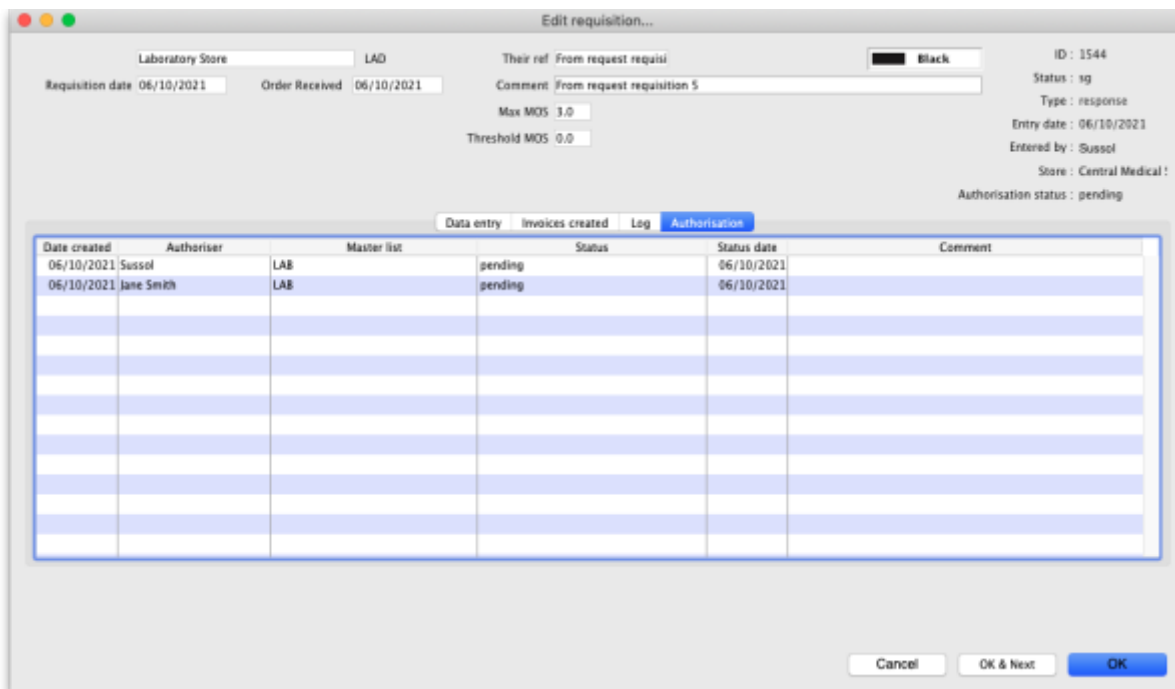 Edit requisition...
Laboratory Store LAD Their ref From request requisi Black ID : 1544
Requisition date 06/10/2021 Order Received 06/10/2021 Comment From request requisition 5 Status : sg
Max MOS 3.0 Type : response
Threshold MOS 0.0 Entry date : 06/10/2021
Entered by : Sussol
Store : Central Medical
Authorisation status : pending
Data entry Invoices created Log Authorisation
Date created Authoriser Master list Status Status date Comment
06/10/2021 Sussol LAB pending 06/10/2021
06/10/2021 Jane Smith LAB pending 06/10/2021
Cancel OK & Next OK